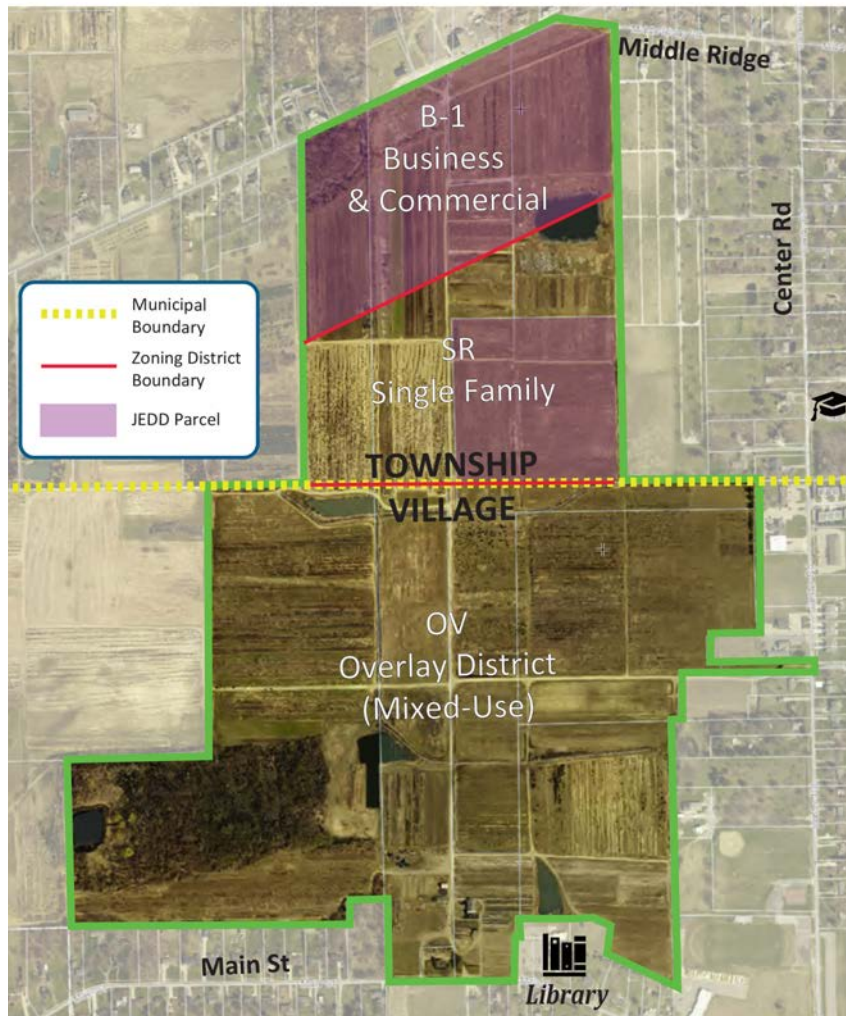 Middle Ridge
B-1
Business
& Commercial
Center Rd
Municipal
Boundary
Zoning District
Boundary
JEDD Parcel
SR
Single Family
TOWNSHIP
VILLAGE
OV
Overlay District
(Mixed-Use)
Main St
Library